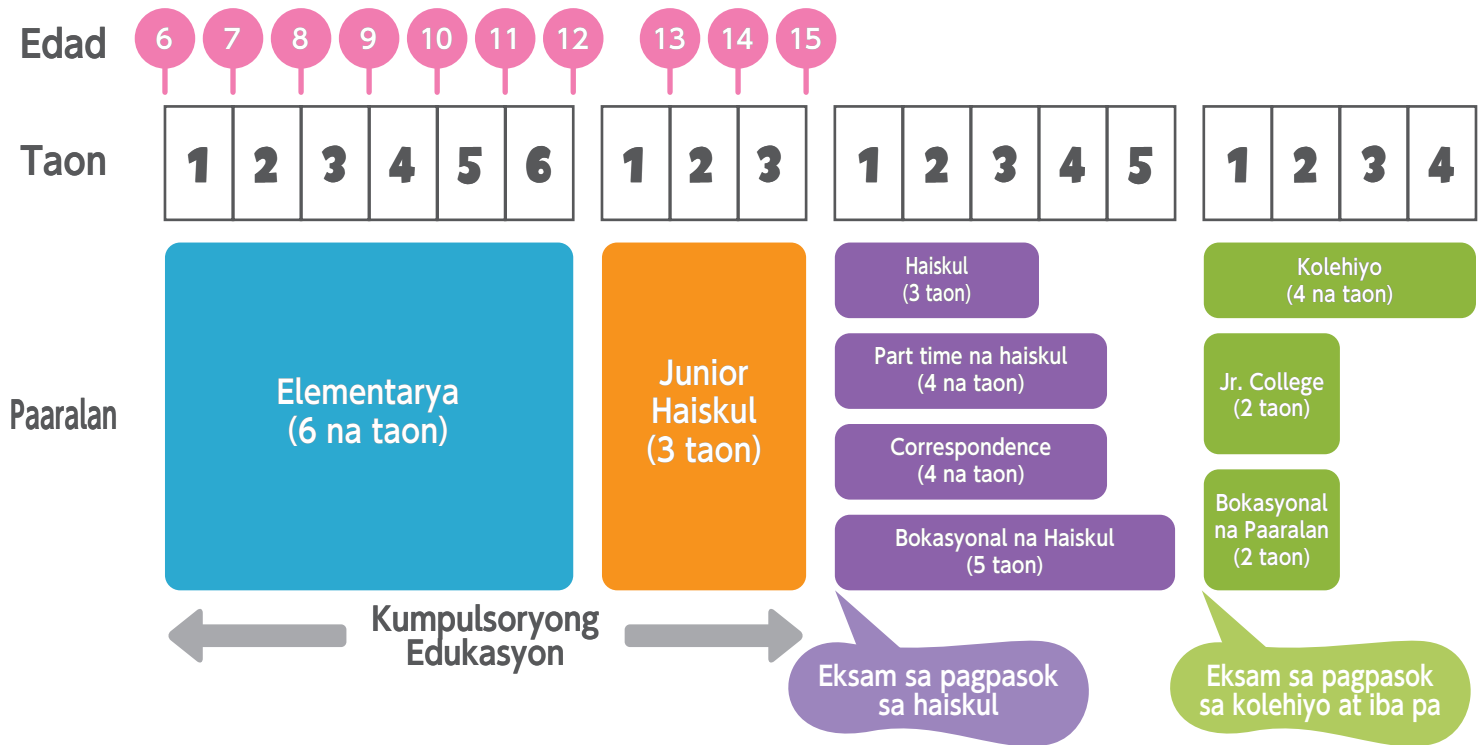 Edad 6 7 8 9 10 11 12 13 14 15
Taon 1 2 3 4 5 6 1 2 3 1 2 3 4 5 1 2 3 4
Paaralan
Elementarya
(6 na taon)
Junior
Haiskul
(3 taon)
Haiskul
(3 taon)
Part time na haiskul
(4 na taon)
Correspondence
(4 na taon)
Bokasyonal na Haiskul
(5 taon)
Kolehiyo
(4 na taon)
Jr. College
(2 taon)
Bokasyonal
na Paaralan
(2 taon)
Kumpulsoryong
Edukasyon
Eksam sa pagpasok
sa haiskul
Eksam sa pagpasok
sa kolehiyo at iba pa